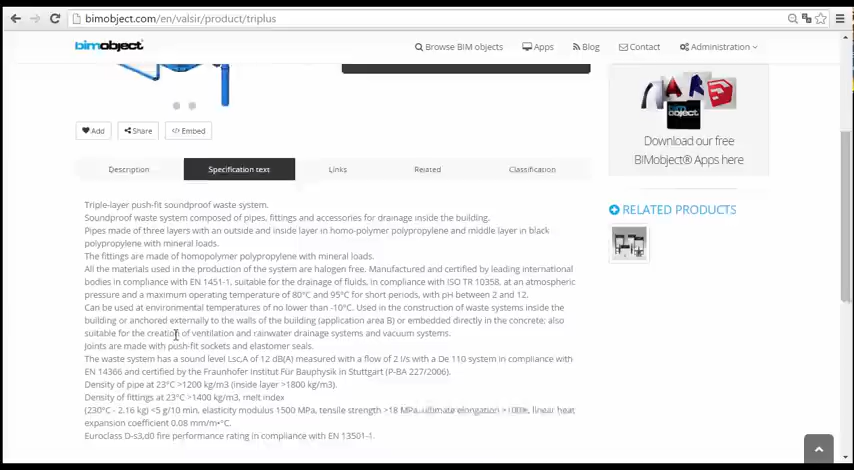 bimobject.com/en/valsir/product/triplus
bimobject
Browse BIM objects
Apps
Blog
Contact
Administration
Add
Share
</> Embed
Description
Specification text
Links
Related
Classification
Download our free
BIMobject® Apps here
RELATED PRODUCTS
Triple-layer push-fit soundproof waste system.
Soundproof waste system composed of pipes, fittings and accessories for drainage inside the building.
Pipes made of three layers with an outside and inside layer in homo-polymer polypropylene and middle layer in black
polypropylene with mineral loads.
The fittings are made of homopolymer polypropylene with mineral loads.
All the materials used in the production of the system are halogen free. Manufactured and certified by leading international
bodies in compliance with EN 1451-1, suitable for the drainage of fluids, in compliance with ISO TR 10358, at an atmospheric
pressure and a maximum operating temperature of 80°C and 95°C for short periods, with pH between 2 and 12.
Can be used at environmental temperatures of no lower than -10°C. Used in the construction of waste systems inside the
building or anchored externally to the walls of the building (application area B) or embedded directly in the concrete; also
suitable for the creation of ventilation and rainwater drainage systems and vacuum systems.
Joints are made with push-fit sockets and elastomer seals.
The waste system has a sound level Lsc,A of 12 dB(A) measured with a flow of 2 l/s with a De 110 system in compliance with
EN 14366 and certified by the Fraunhofer Institut Für Bauphysik in Stuttgart (P-BA 227/2006).
Density of pipe at 23°C >1200 kg/m3 (inside layer >1800 kg/m3).
Density of fittings at 23°C >1400 kg/m3, melt index
(230°C - 2.16 kg) <5 g/10 min, elasticity modulus 1500 MPa, tensile strength >18 MPa, ultimate elongation linear heat
expansion coefficient 0.08 mm/m•°C.
Euroclass D-s3,d0 fire performance rating in compliance with EN 13501-1.